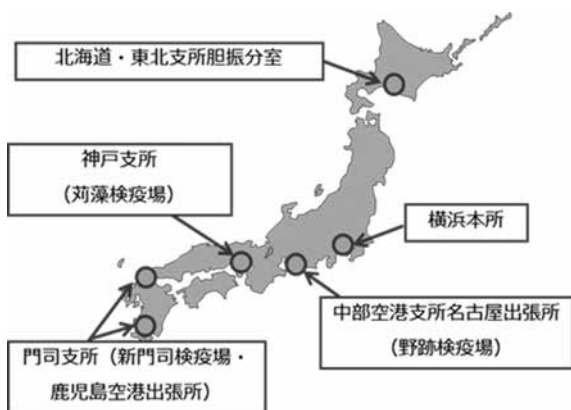 北海道・東北支所胆振分室
神戸支所
(苅藻検疫場)
横浜本所
中部空港支所名古屋出張所
(野跡検疫場)
門司支所(新門司検疫場・
鹿児島空港出張所)